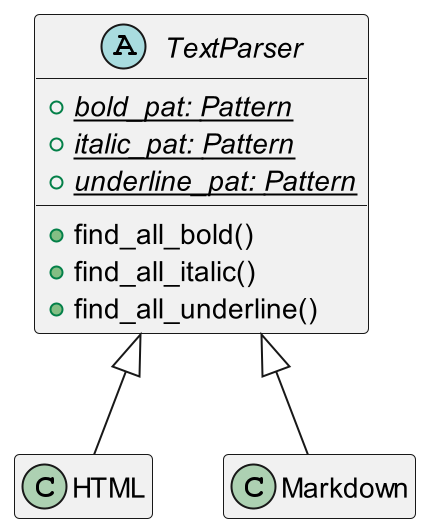 A TextParser
bold_pat: Pattern
italic_pat: Pattern
underline_pat: Pattern
find_all_bold()
find_all_italic()
find_all_underline()
C HTML
C Markdown